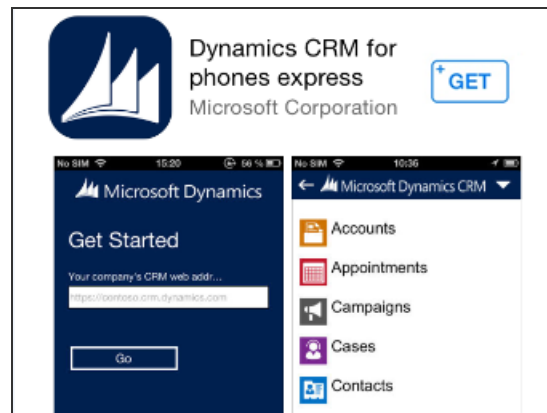 Dynamics CRM for
phones express
Microsoft Corporation
+ GET
No SIM 15:20 56 %
Microsoft Dynamics
Get Started
Your company's CRM web addr...
https://contoso.crm.dynamics.com
Go
No SIM 10:36
Microsoft Dynamics CRM
Accounts
Appointments
Campaigns
Cases
Contacts